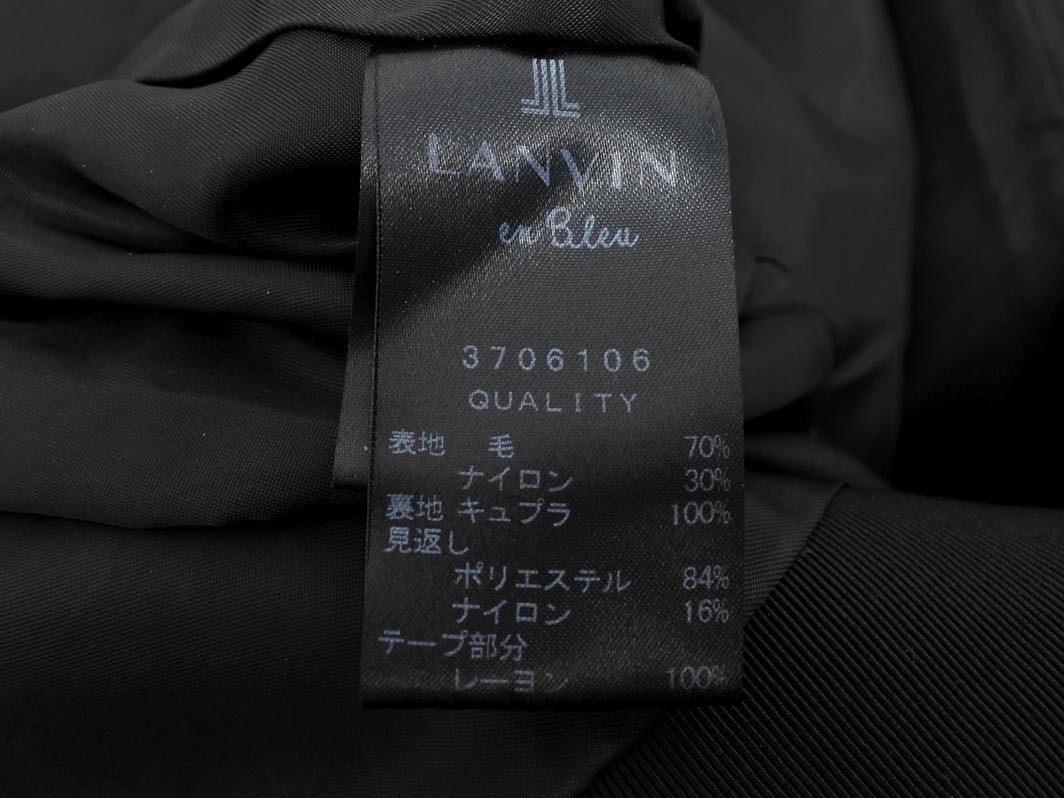 JL
LANVIN
en Bleu
3706106
QUALITY
表地 毛 70%
ナイロン 30%
裏地 キュプラ 100%
見返し
ポリエステル 84%
ナイロン 16%
テープ部分
レーヨン 100%